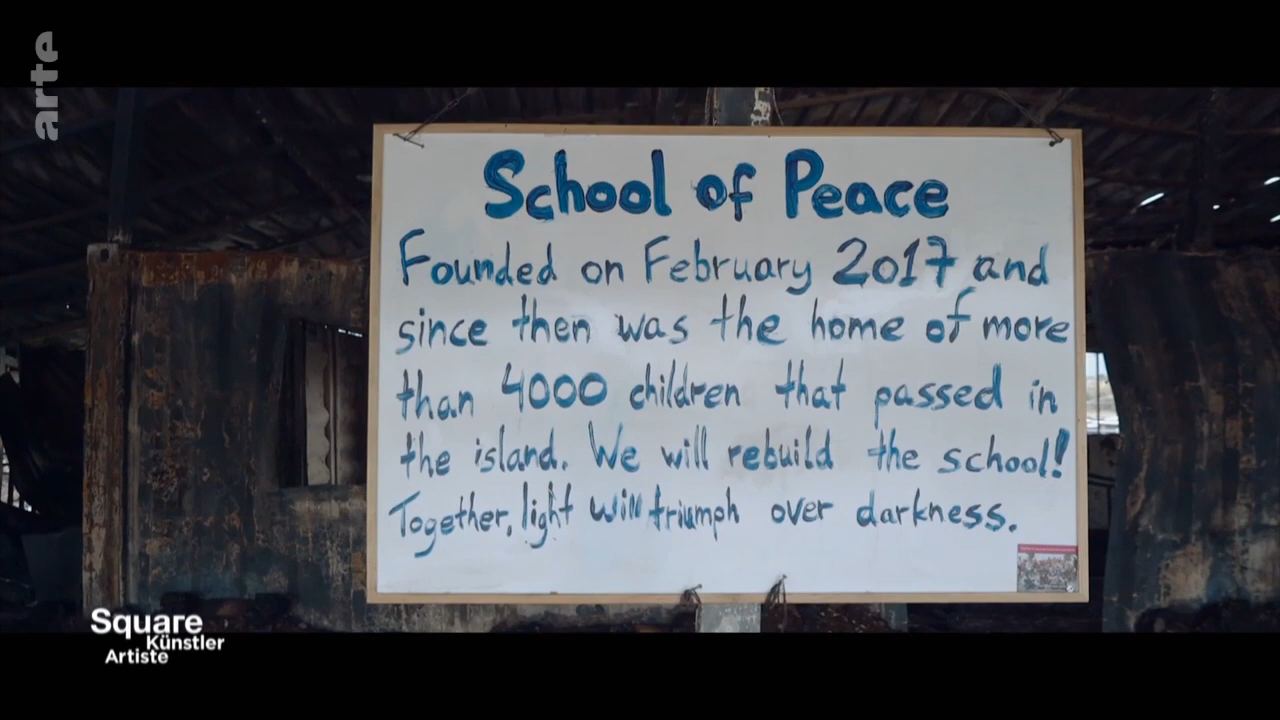 arte
School of Peace
Founded on February 2017 and
since then was the home of more
than 4000 children that passed in
the island. We will rebuild the school!
Together, light will triumph over darkness.
Square
Künstler
Artiste